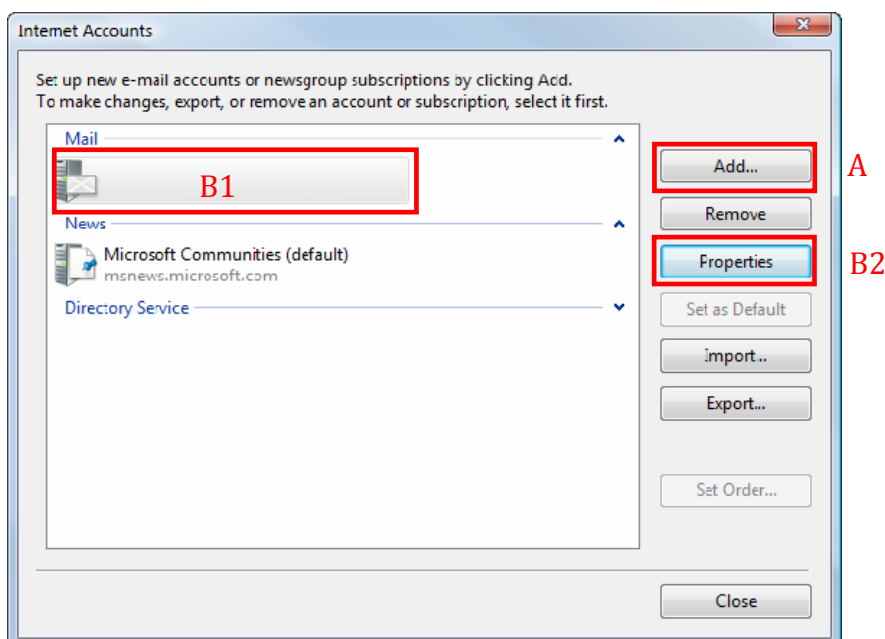 Internet Accounts
Set up new e-mail accounts or newsgroup subscriptions by clicking Add.
To make changes, export, or remove an account or subscription, select it first.
Mail
Add...
A
B1
Remove
News
Microsoft Communities (default)
msnews.microsoft.com
Properties
B2
Directory Service
Set as Default
Import...
Export...
Set Order...
Close